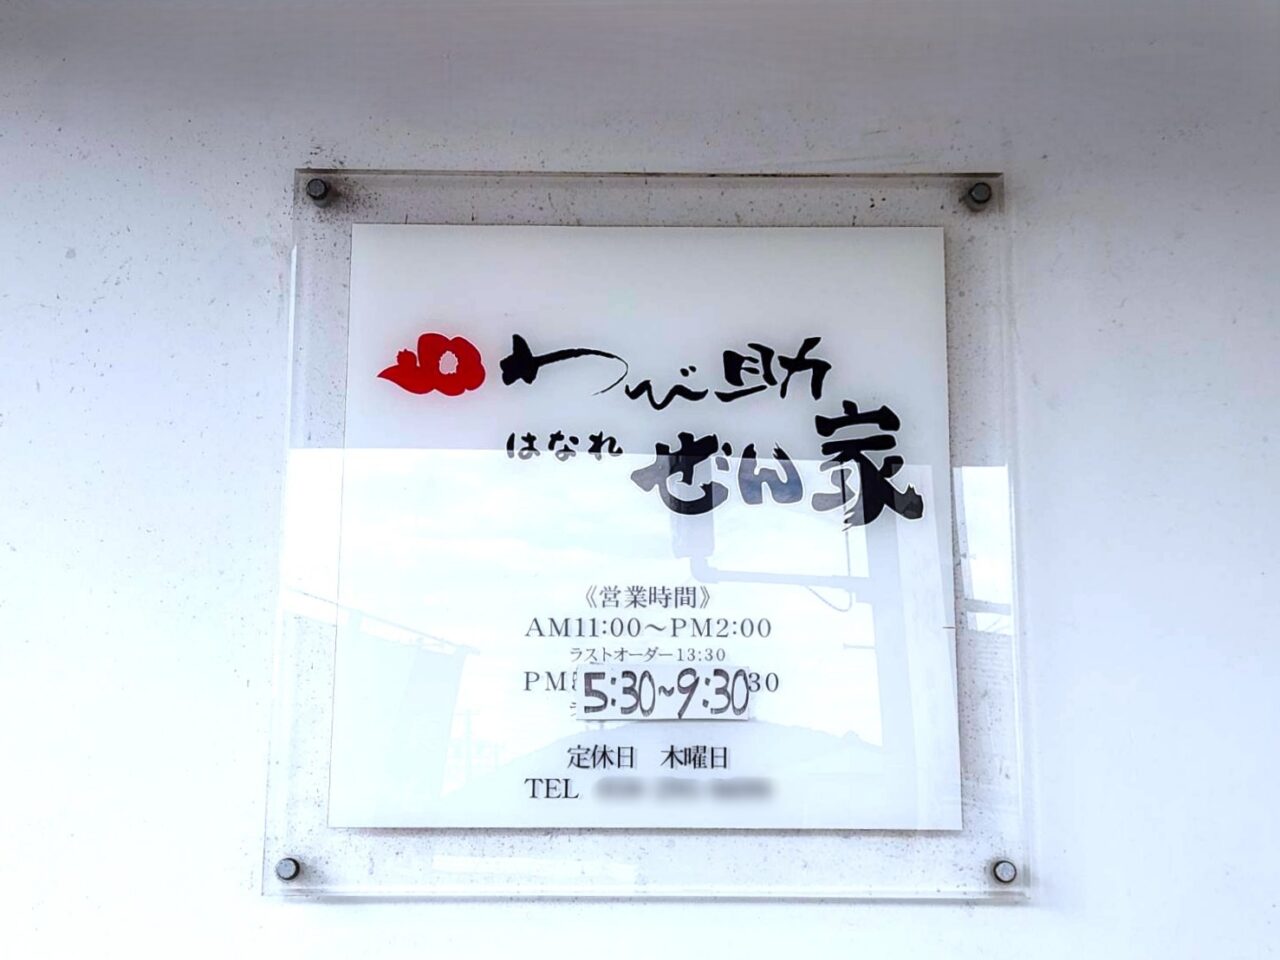 わび助
はなれ ぜん家
《営業時間》
AM11:00～PM2:00
ラストオーダー13:30
PM 5:30~9:30 30
定休日 木曜日
TEL